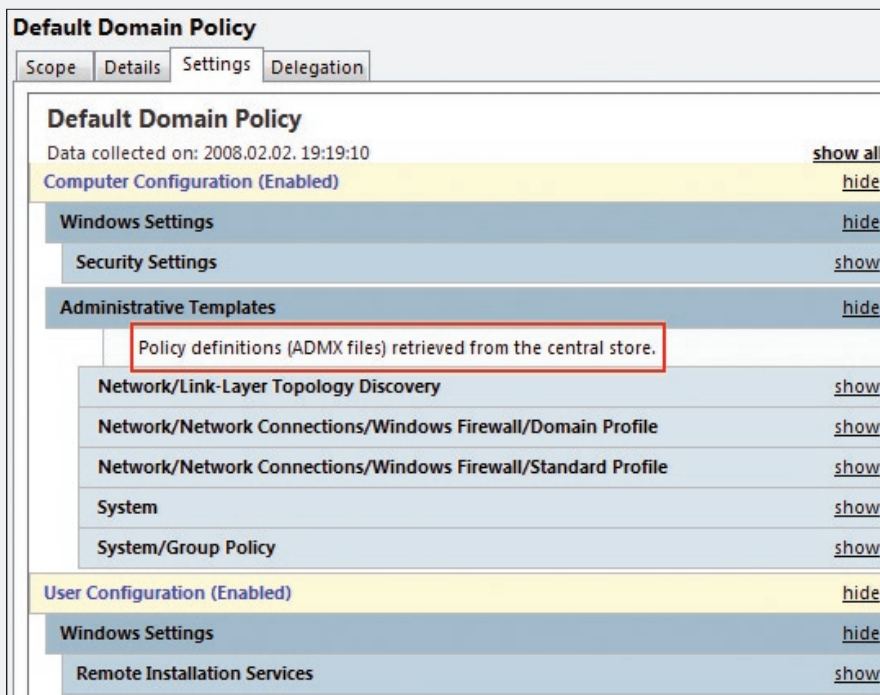 Default Domain Policy
Scope Details Settings Delegation
Default Domain Policy
Data collected on: 2008.02.02. 19:19:10 show all
Computer Configuration (Enabled) hide
Windows Settings hide
Security Settings show
Administrative Templates hide
Policy definitions (ADMX files) retrieved from the central store.
Network/Link-Layer Topology Discovery show
Network/Network Connections/Windows Firewall/Domain Profile show
Network/Network Connections/Windows Firewall/Standard Profile show
System show
System/Group Policy show
User Configuration (Enabled) hide
Windows Settings hide
Remote Installation Services show